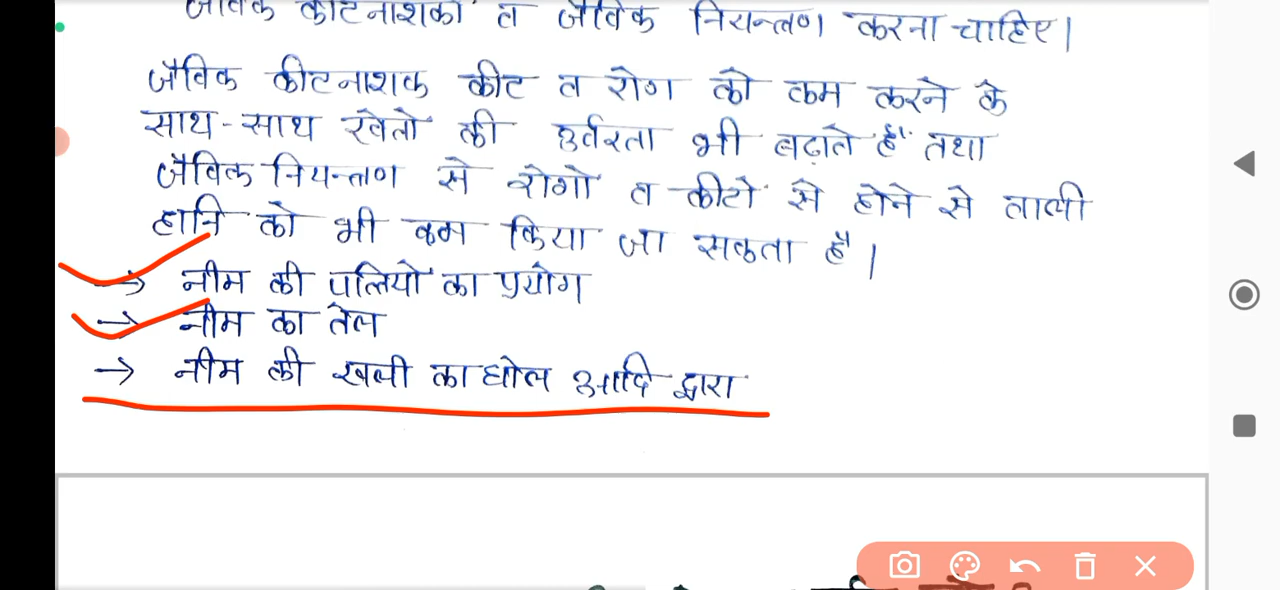 जैविक कीटनाशकों व जैविक नियन्त्रण करना चाहिए।
जैविक कीटनाशक कीट व रोग को कम करने के
साथ-साथ खेतों की उर्वरता भी बढ़ाते हैं तथा
जैविक नियन्त्रण से रोगों व कीटों से होने से वाली
हानि को भी कम किया जा सकता है।
→ नीम की पत्तियों का प्रयोग
→ नीम का तेल
→ नीम की खली का घोल आदि द्वारा